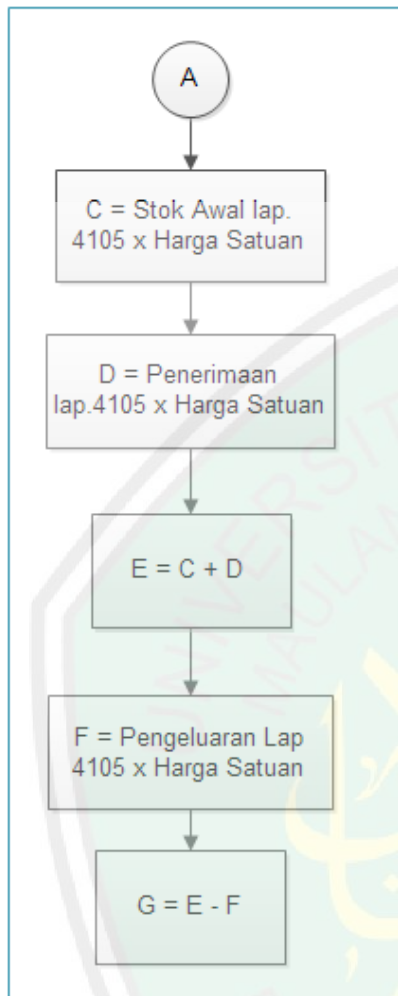 A
C = Stok Awal lap.
4105 x Harga Satuan
D = Penerimaan
lap.4105 x Harga Satuan
E = C + D
F = Pengeluaran Lap
4105 x Harga Satuan
G = E - F